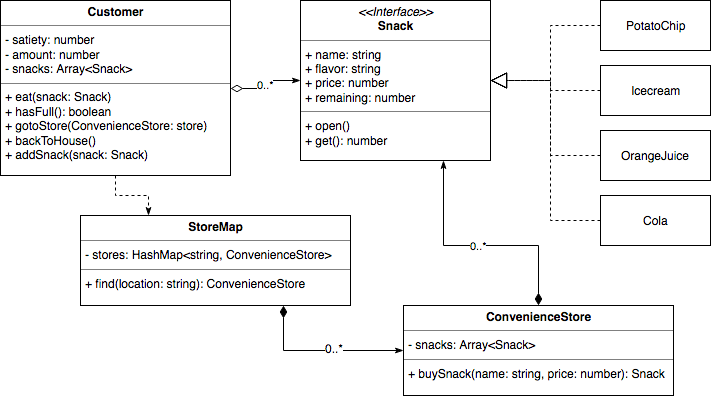 Customer
- satiety: number
- amount: number
- snacks: Array<Snack>
+ eat(snack: Snack)
+ hasFull(): boolean
+ gotoStore(ConvenienceStore: store)
+ backToHouse()
+ addSnack(snack: Snack)
0..*
<<Interface>>
Snack
+ name: string
+ flavor: string
+ price: number
+ remaining: number
+ open()
+ get(): number
PotatoChip
Icecream
OrangeJuice
Cola
StoreMap
- stores: HashMap<string, ConvenienceStore>
+ find(location: string): ConvenienceStore
0..*
0..*
ConvenienceStore
- snacks: Array<Snack>
+ buySnack(name: string, price: number): Snack